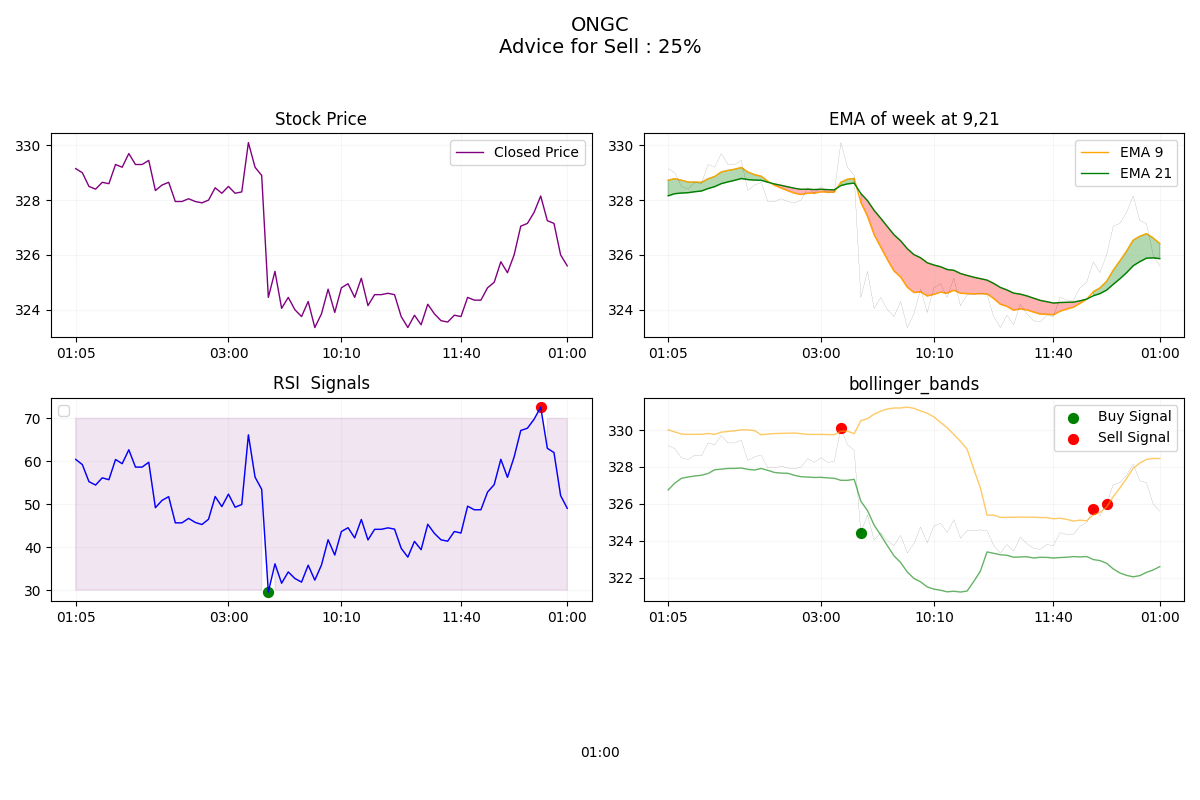 ONGC
Advice for Sell : 25%
Stock Price
330
328
326
324
Closed Price
01:05 03:00 10:10 11:40 01:00
EMA of week at 9,21
330
328
326
324
EMA 9
EMA 21
01:05 03:00 10:10 11:40 01:00
RSI  Signals
70
60
50
40
30
01:05 03:00 10:10 11:40 01:00
bollinger_bands
330
328
326
324
322
Buy Signal
Sell Signal
01:05 03:00 10:10 11:40 01:00
01:00